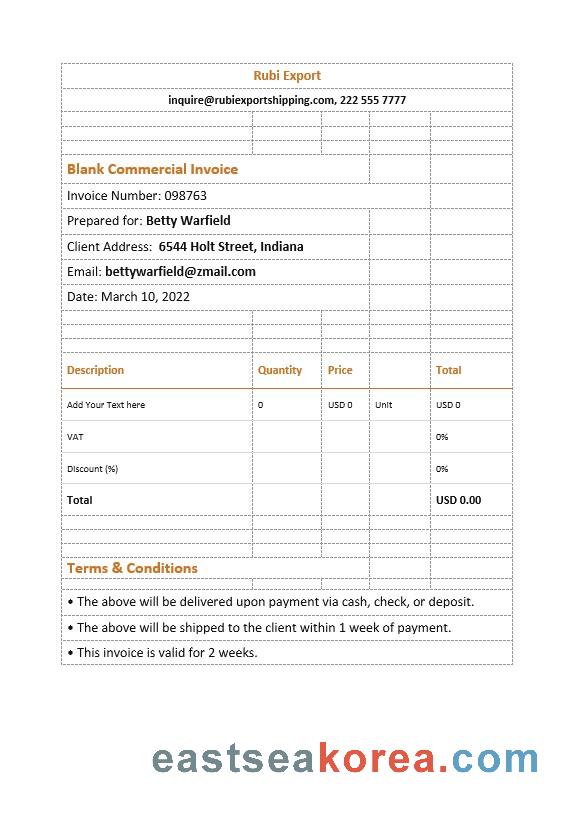 Rubi Export
inquire@rubiexportshipping.com, 222 555 7777
Blank Commercial Invoice
Invoice Number: 098763
Prepared for: Betty Warfield
Client Address: 6544 Holt Street, Indiana
Email: bettywarfield@zmail.com
Date: March 10, 2022
Description Quantity Price Total
Add Your Text here 0 USD 0 Unit USD 0
VAT 0%
Discount (%) 0%
Total USD 0.00
Terms & Conditions
• The above will be delivered upon payment via cash, check, or deposit.
• The above will be shipped to the client within 1 week of payment.
• This invoice is valid for 2 weeks.
eastseakorea.com